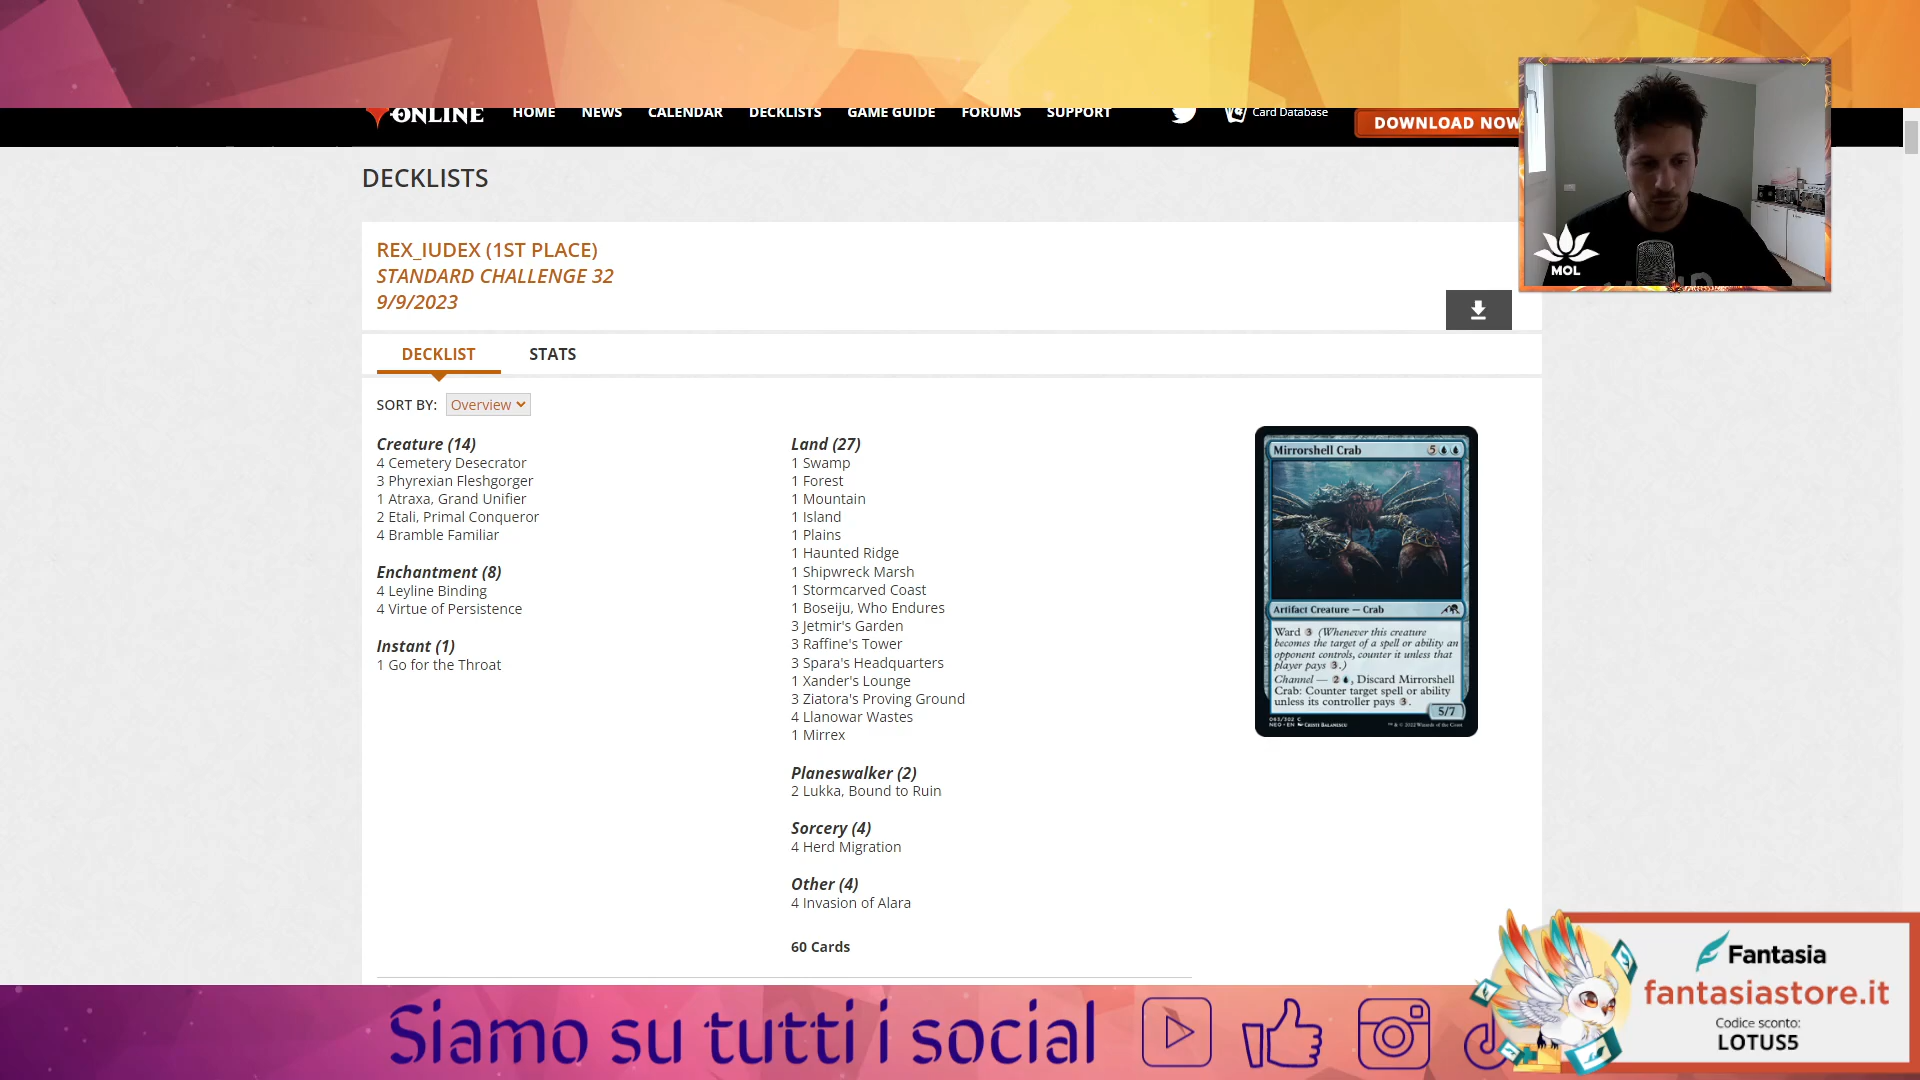 ONLINE
HOME
NEWS
CALENDAR
DECKLISTS
GAME GUIDE
FORUMS
SUPPORT
Card Database
DOWNLOAD NOW
MOL
DECKLISTS
REX_IUDEX (1ST PLACE)
STANDARD CHALLENGE 32
9/9/2023
DECKLIST
STATS
SORT BY: Overview
Creature (14)
4 Cemetery Desecrator
3 Phyrexian Fleshgorger
1 Atraxa, Grand Unifier
2 Etali, Primal Conqueror
4 Bramble Familiar
Enchantment (8)
4 Leyline Binding
4 Virtue of Persistence
Instant (1)
1 Go for the Throat
Land (27)
1 Swamp
1 Forest
1 Mountain
1 Island
1 Plains
1 Haunted Ridge
1 Shipwreck Marsh
1 Stormcarved Coast
1 Boseiju, Who Endures
3 Jetmir's Garden
3 Raffine's Tower
3 Spara's Headquarters
1 Xander's Lounge
3 Ziatora's Proving Ground
4 Llanowar Wastes
1 Mirrex
Planeswalker (2)
2 Lukka, Bound to Ruin
Sorcery (4)
4 Herd Migration
Other (4)
4 Invasion of Alara
60 Cards
Mirrorshell Crab
5
Artifact Creature — Crab
Ward 3 (Whenever this creature
becomes the target of a spell or ability an
opponent controls, counter it unless that
player pays 3.)
Channel — 2, Discard Mirrorshell
Crab: Counter target spell or ability
unless its controller pays 3.
5/7
Siamo su tutti i social
Fantasia
fantasiastore.it
Codice sconto:
LOTUS5